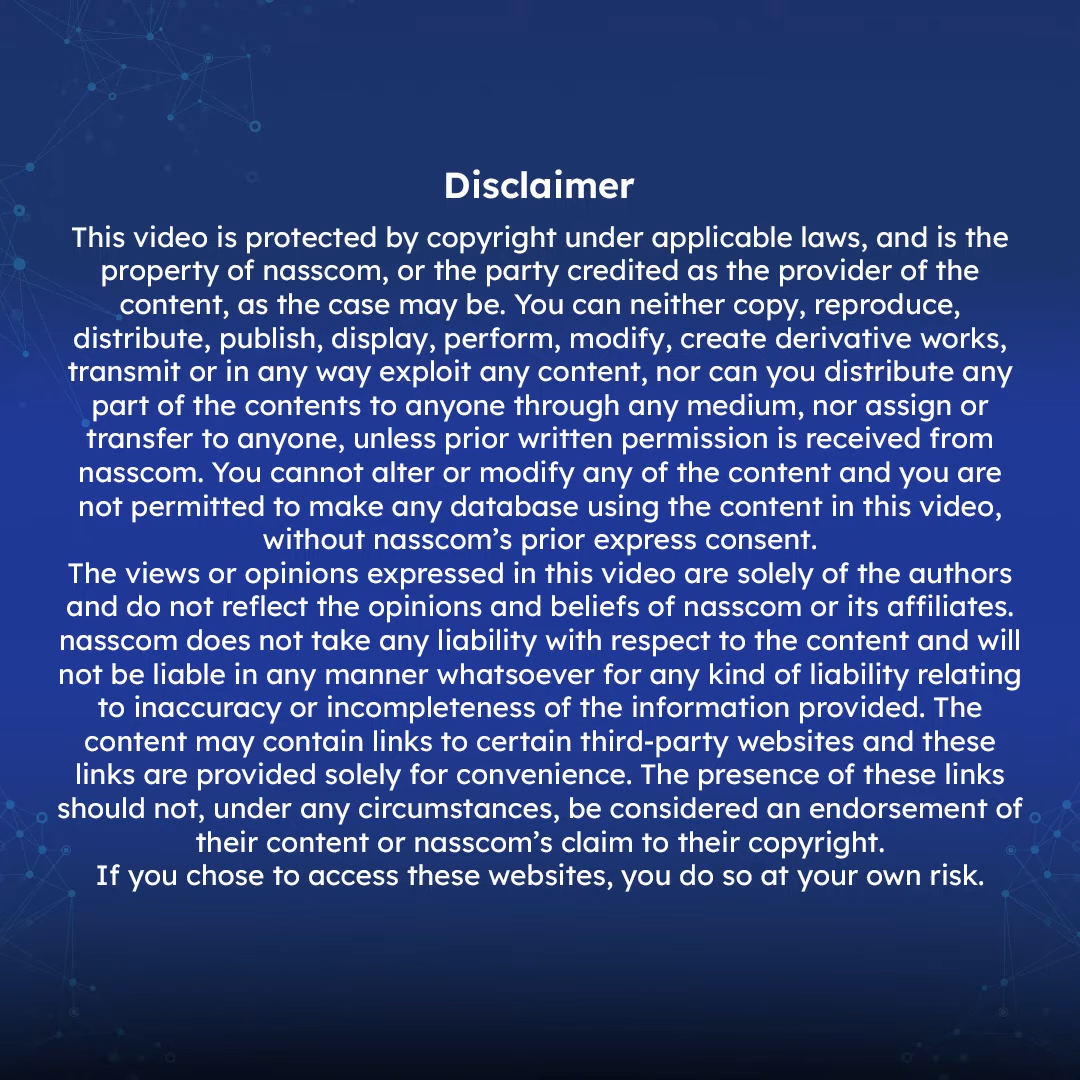 Disclaimer
This video is protected by copyright under applicable laws, and is the
property of nasscom, or the party credited as the provider of the
content, as the case may be. You can neither copy, reproduce,
distribute, publish, display, perform, modify, create derivative works,
transmit or in any way exploit any content, nor can you distribute any
part of the contents to anyone through any medium, nor assign or
transfer to anyone, unless prior written permission is received from
nasscom. You cannot alter or modify any of the content and you are
not permitted to make any database using the content in this video,
without nasscom’s prior express consent.
The views or opinions expressed in this video are solely of the authors
and do not reflect the opinions and beliefs of nasscom or its affiliates.
nasscom does not take any liability with respect to the content and will
not be liable in any manner whatsoever for any kind of liability relating
to inaccuracy or incompleteness of the information provided. The
content may contain links to certain third-party websites and these
links are provided solely for convenience. The presence of these links
should not, under any circumstances, be considered an endorsement of
their content or nasscom’s claim to their copyright.
If you chose to access these websites, you do so at your own risk.